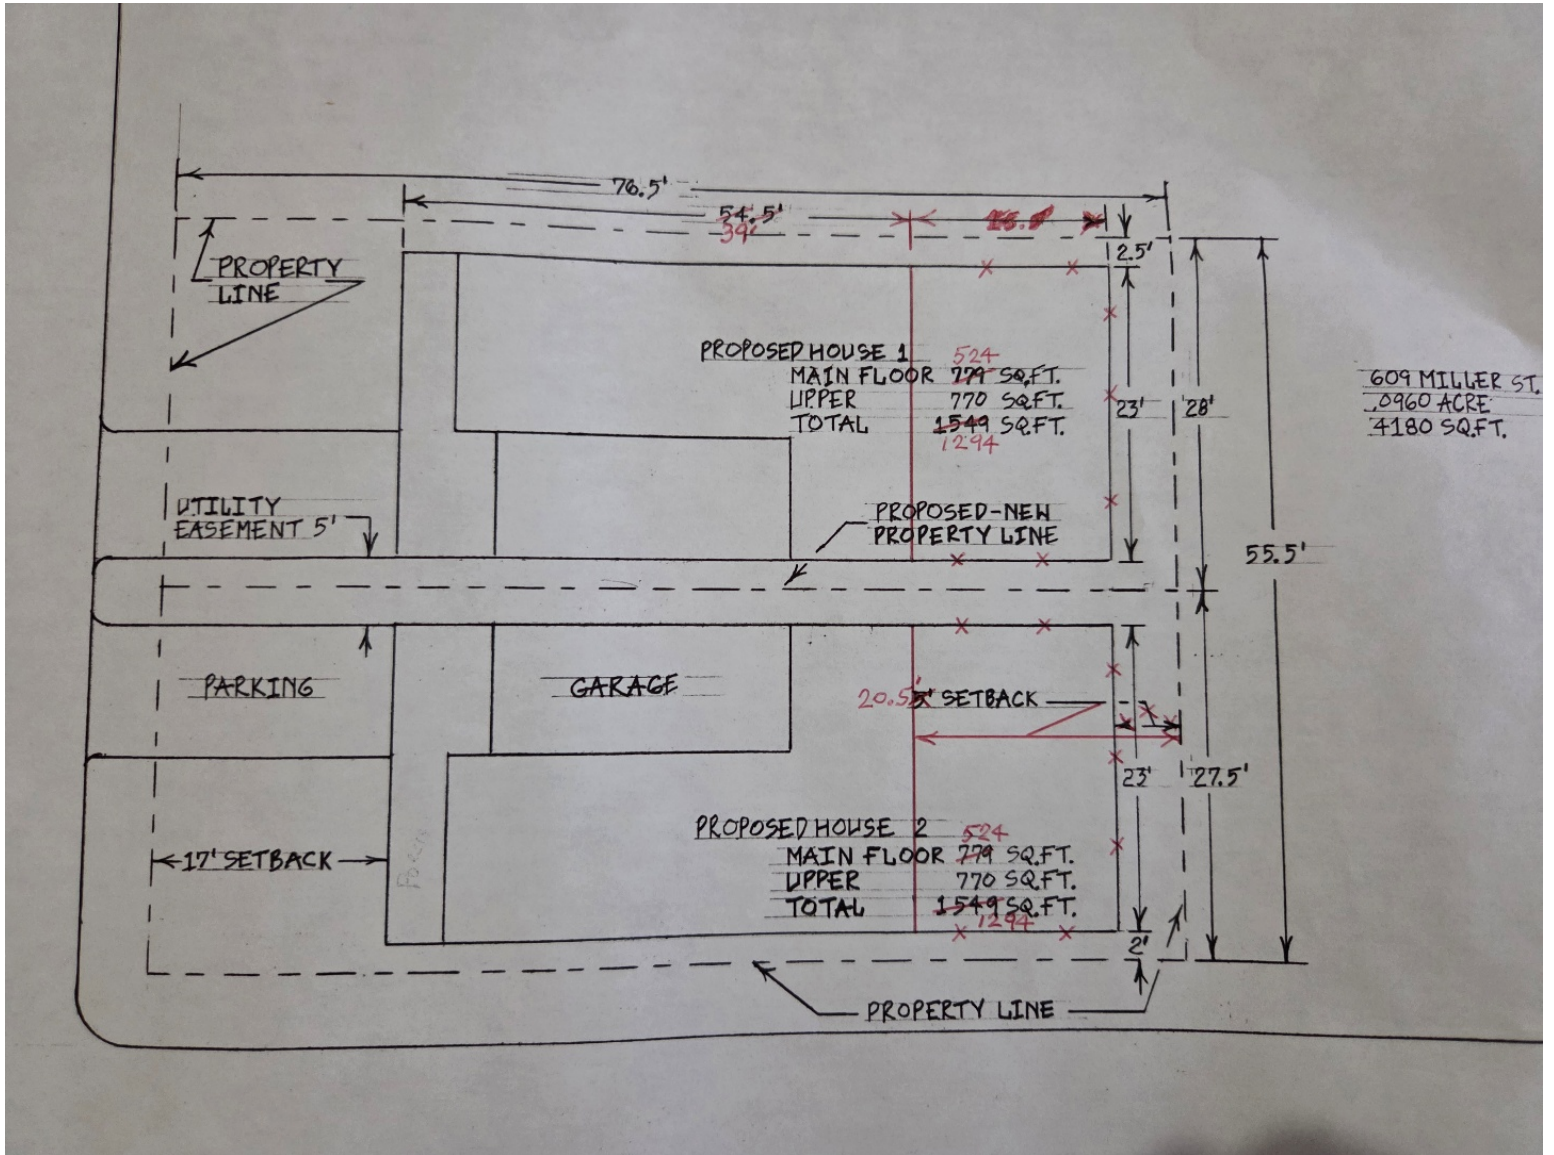 76.5'
54.5'
39'
2.5'
PROPERTY
LINE
PROPOSED HOUSE 1
524
MAIN FLOOR 779 SQ.FT.
UPPER 770 SQ.FT.
TOTAL 1549 SQ.FT.
1294
23'
28'
609 MILLER ST.
.0960 ACRE
4180 SQ.FT.
UTILITY
EASEMENT 5'
PROPOSED-NEW
PROPERTY LINE
55.5'
PARKING
GARAGE
20.5' 5' SETBACK
23'
27.5'
PROPOSED HOUSE 2
524
MAIN FLOOR 779 SQ.FT.
UPPER 770 SQ.FT.
TOTAL 1549 SQ.FT.
1294
17' SETBACK
PORCH
2'
PROPERTY LINE